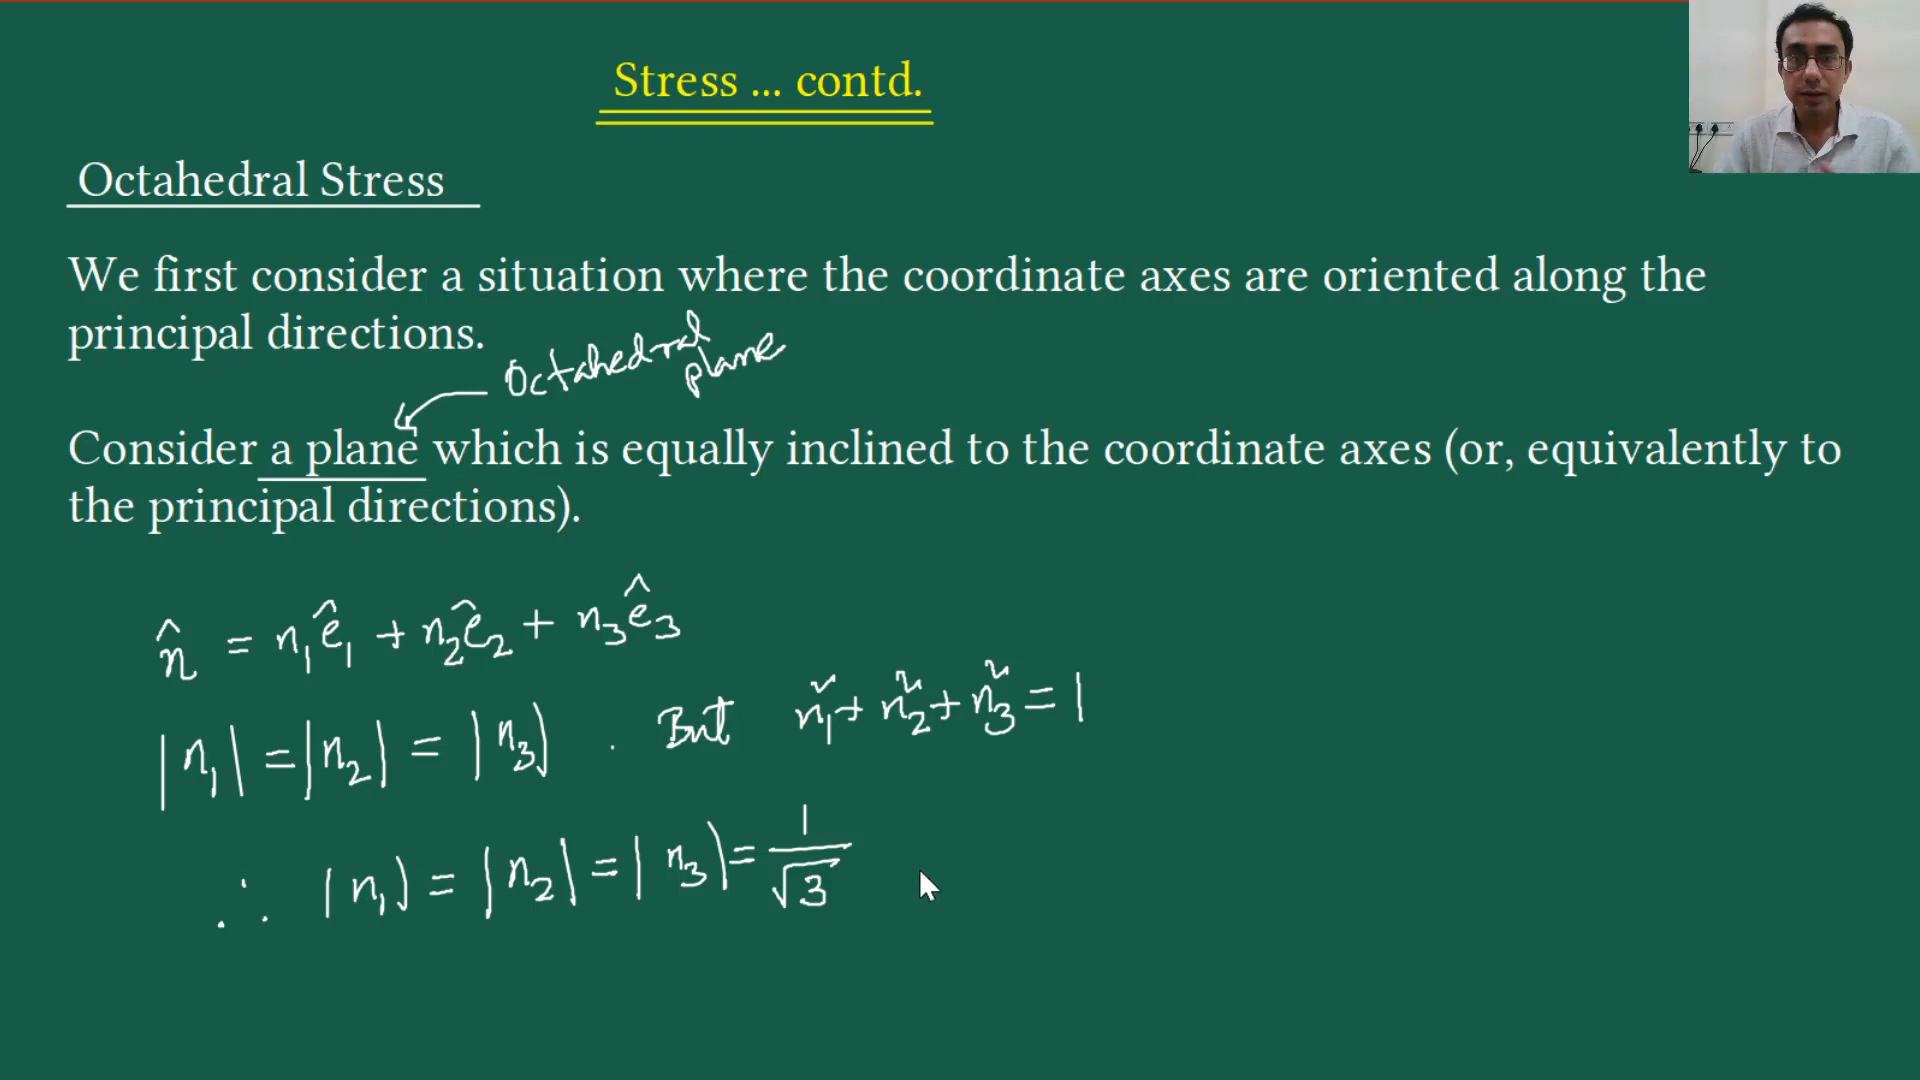 Stress ... contd.
Octahedral Stress
We first consider a situation where the coordinate axes are oriented along the
principal directions.
Octahedral
plane
Consider a plane which is equally inclined to the coordinate axes (or, equivalently to
the principal directions).
n̂ = n₁ê₁ + n₂ê₂ + n₃ê₃
|n₁| = |n₂| = |n₃| . But n₁² + n₂² + n₃² = 1
∴ |n₁| = |n₂| = |n₃| = 1/√3